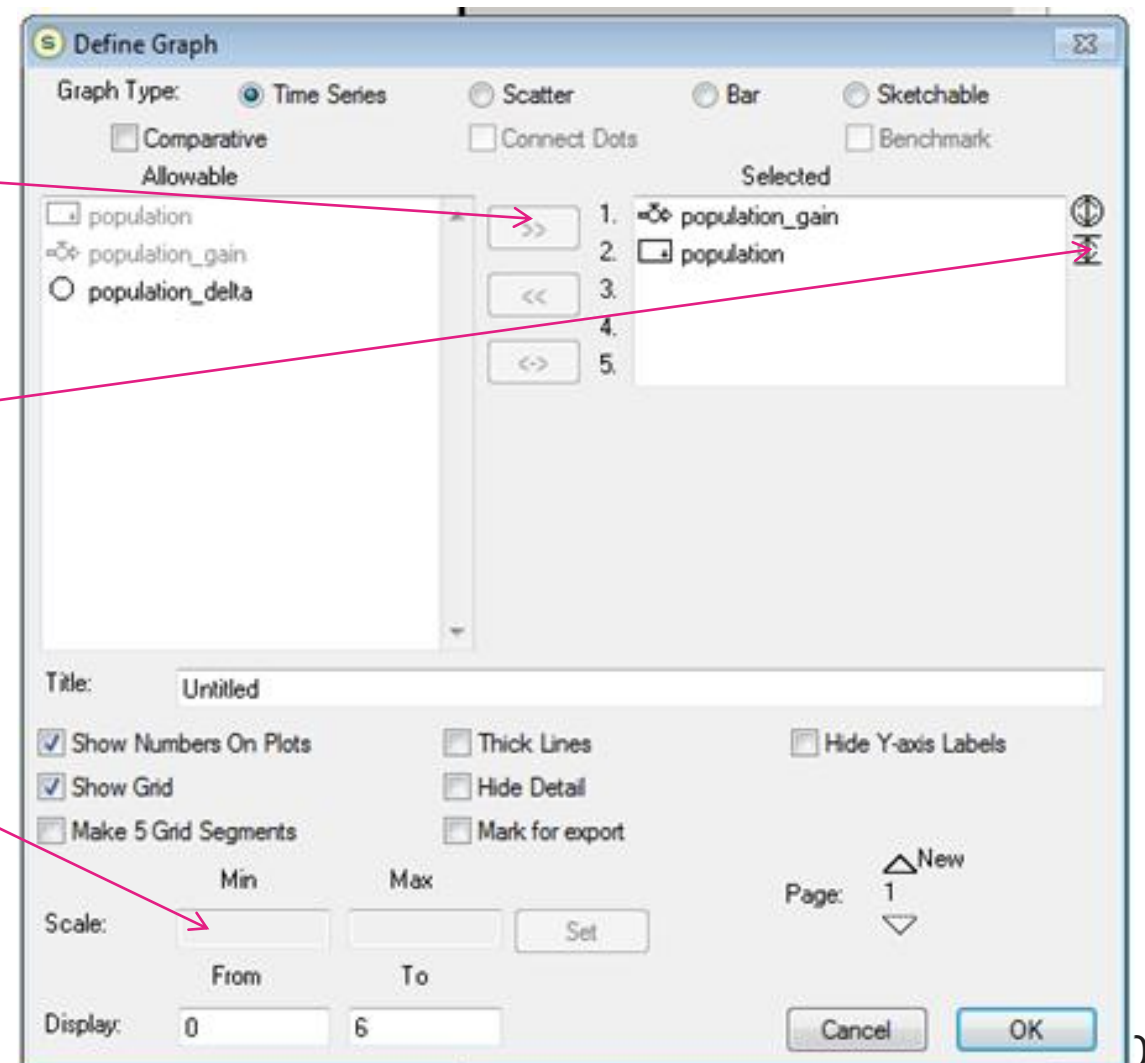 S Define Graph
Graph Type: Time Series Scatter Bar Sketchable
Comparative Connect Dots Benchmark
Allowable Selected
population >> 1. population_gain
population_gain 2. population
population_delta << 3.
4.
<-> 5.
Title: Untitled
Show Numbers On Plots Thick Lines Hide Y-axis Labels
Show Grid Hide Detail
Make 5 Grid Segments Mark for export
New
Min Max Page: 1
Scale: Set
From To
Display: 0 6 Cancel OK